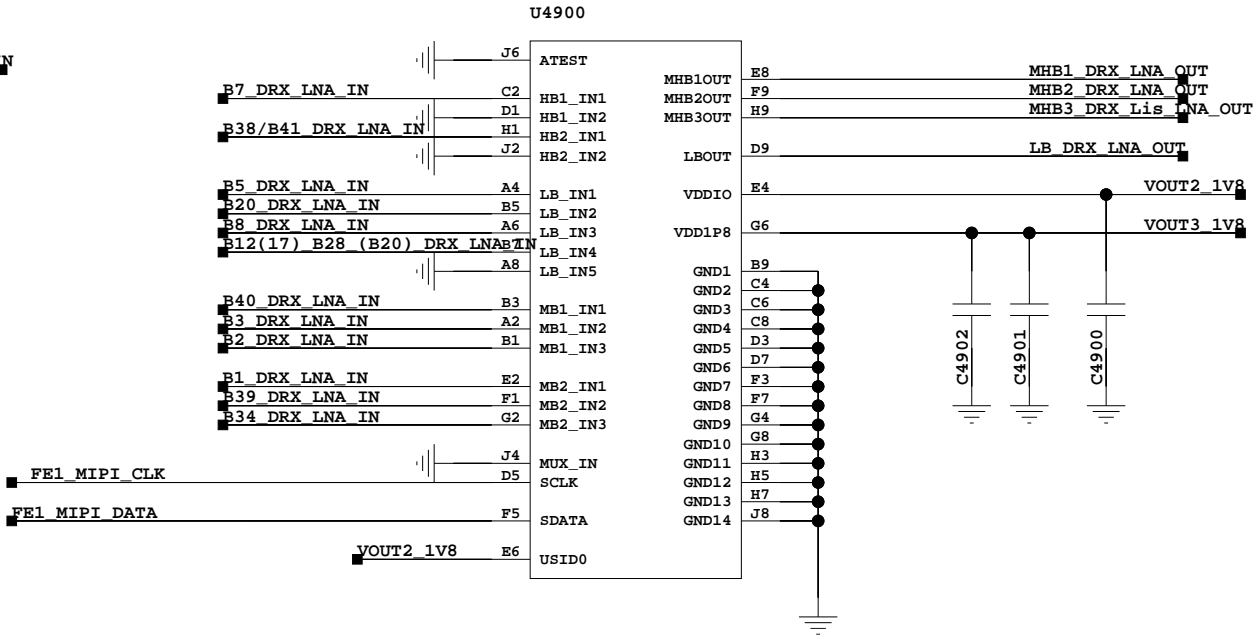 U4900
N
J6 ATEST
B7_DRX_LNA_IN C2 HB1_IN1
D1 HB1_IN2
B38/B41_DRX_LNA_IN H1 HB2_IN1
J2 HB2_IN2
B5_DRX_LNA_IN A4 LB_IN1
B20_DRX_LNA_IN B5 LB_IN2
B8_DRX_LNA_IN A6 LB_IN3
B12(17)_B28_(B20)_DRX_LNA_IN B7 LB_IN4
A8 LB_IN5
B40_DRX_LNA_IN B3 MB1_IN1
B3_DRX_LNA_IN A2 MB1_IN2
B2_DRX_LNA_IN B1 MB1_IN3
B1_DRX_LNA_IN E2 MB2_IN1
B39_DRX_LNA_IN F1 MB2_IN2
B34_DRX_LNA_IN G2 MB2_IN3
J4 MUX_IN
FE1_MIPI_CLK D5 SCLK
FE1_MIPI_DATA F5 SDATA
VOUT2_1V8 E6 USID0
MHB1OUT E8 MHB1_DRX_LNA_OUT
MHB2OUT F9 MHB2_DRX_LNA_OUT
MHB3OUT H9 MHB3_DRX_Lis_LNA_OUT
LBOUT D9 LB_DRX_LNA_OUT
VDDIO E4 VOUT2_1V8
VDD1P8 G6 VOUT3_1V8
GND1 B9
GND2 C4
GND3 C6
GND4 C8
GND5 D3
GND6 D7
GND7 F3
GND8 F7
GND9 G4
GND10 G8
GND11 H3
GND12 H5
GND13 H7
GND14 J8
C4902
C4901
C4900